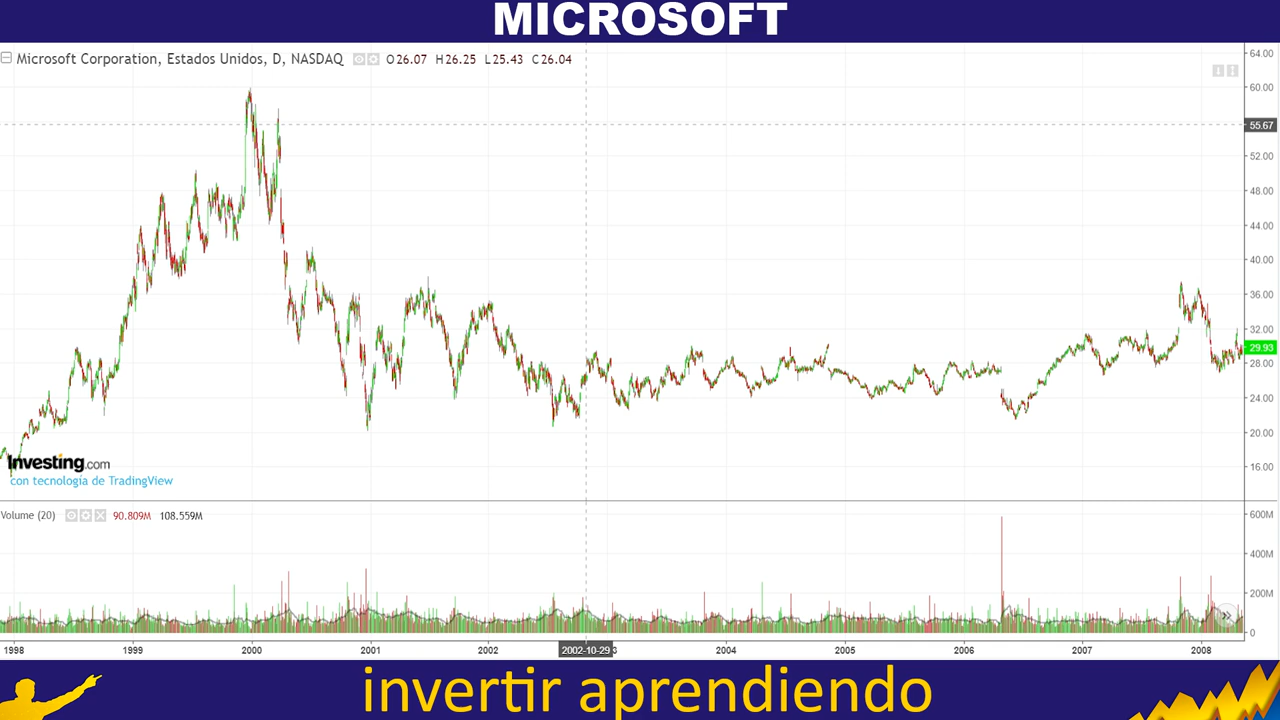 MICROSOFT
Microsoft Corporation, Estados Unidos, D, NASDAQ O26.07 H26.25 L25.43 C26.04
64.00
60.00
55.67
52.00
48.00
44.00
40.00
36.00
32.00
29.93
28.00
24.00
20.00
16.00
Investing.com
con tecnología de TradingView
Volume (20) 90.809M 108.559M
600M
400M
200M
0
1998 1999 2000 2001 2002 2002-10-29 3 2004 2005 2006 2007 2008
invertir aprendiendo